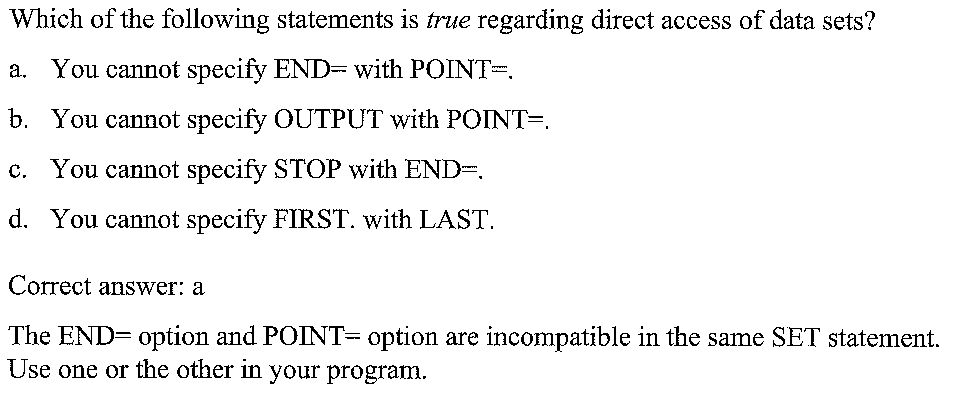 Which of the following statements is true regarding direct access of data sets?
a. You cannot specify END= with POINT=.
b. You cannot specify OUTPUT with POINT=.
c. You cannot specify STOP with END=.
d. You cannot specify FIRST. with LAST.
Correct answer: a
The END= option and POINT= option are incompatible in the same SET statement.
Use one or the other in your program.